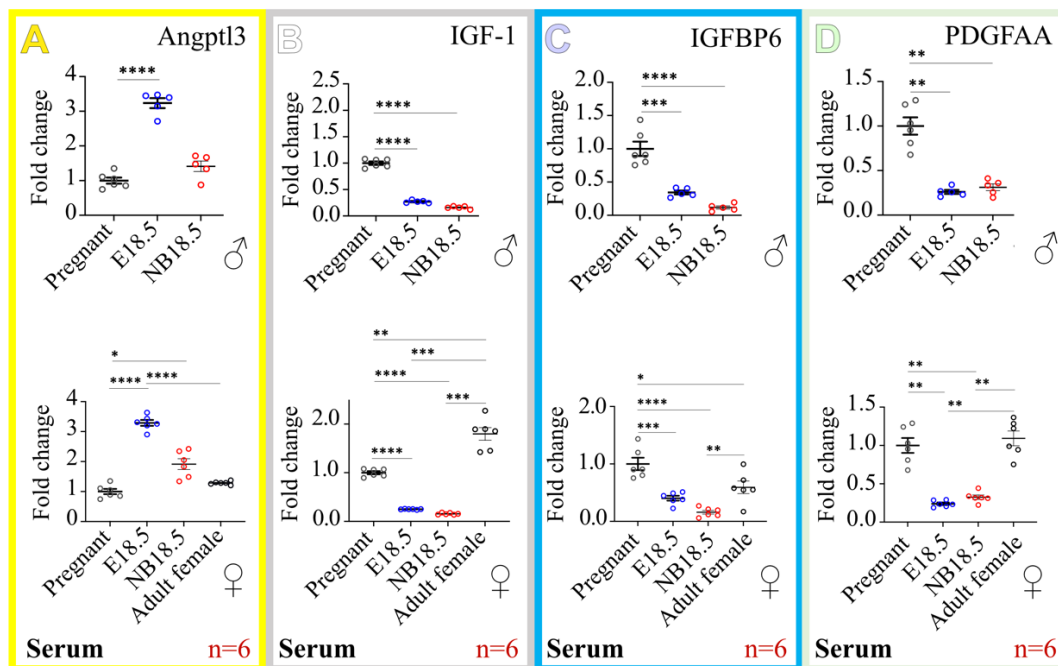 A Angptl3
****
Fold change
4
3
2
1
0
Pregnant
E18.5
NB18.5
♂
*
**** ****
Fold change
4
3
2
1
0
Pregnant
E18.5
NB18.5
Adult female
♀
Serum n=6
B IGF-1
****
****
Fold change
2.5
2.0
1.5
1.0
0.5
0.0
Pregnant
E18.5
NB18.5
♂
**
***
****
***
****
Fold change
2.0
1.0
0.0
Pregnant
E18.5
NB18.5
Adult female
♀
Serum n=6
C IGFBP6
****
***
Fold change
2.0
1.5
1.0
0.5
0.0
Pregnant
E18.5
NB18.5
♂
*
****
***
**
Fold change
1.0
0.5
0.0
Pregnant
E18.5
NB18.5
Adult female
♀
Serum n=6
D PDGFAA
**
**
Fold change
1.5
1.0
0.5
0.0
Pregnant
E18.5
NB18.5
♂
**
** **
**
Fold change
1.5
1.0
0.5
0.0
Pregnant
E18.5
NB18.5
Adult female
♀
Serum n=6